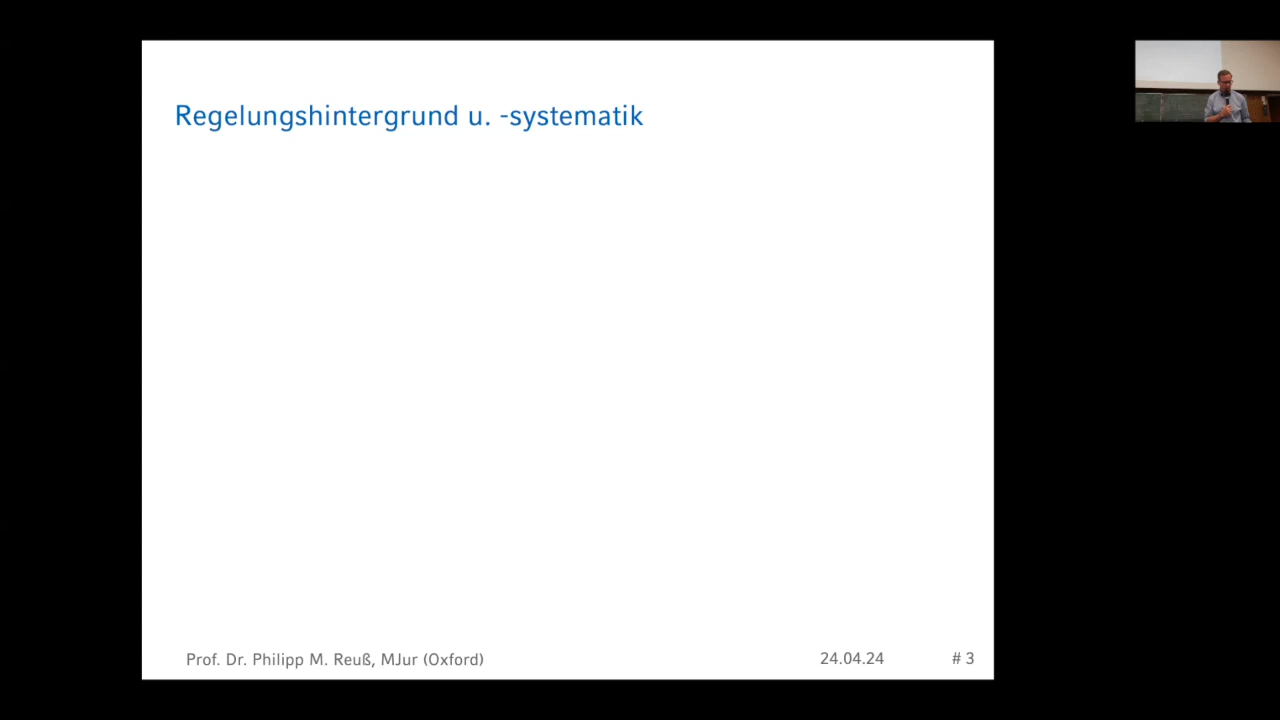 Regelungshintergrund u. -systematik
Prof. Dr. Philipp M. Reuß, MJur (Oxford)
24.04.24
# 3